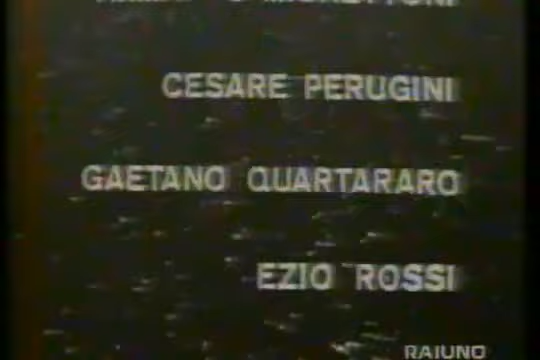 CESARE PERUGINI
GAETANO QUARTARARO
EZIO ROSSI
RAIUNO